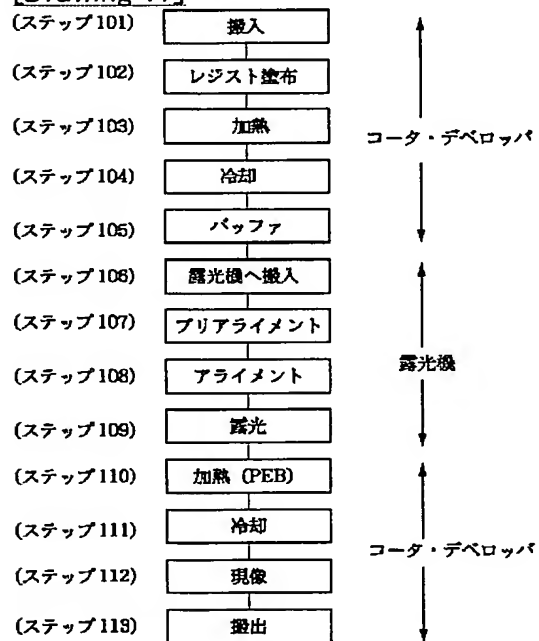 (ステップ101) 搬入
(ステップ102) レジスト塗布
(ステップ103) 加熱
コータ・デベロッパ
(ステップ104) 冷却
(ステップ105) バッファ
(ステップ106) 露光機へ搬入
(ステップ107) プリアライメント
(ステップ108) アライメント
露光機
(ステップ109) 露光
(ステップ110) 加熱 (PEB)
(ステップ111) 冷却
コータ・デベロッパ
(ステップ112) 現像
(ステップ113) 搬出